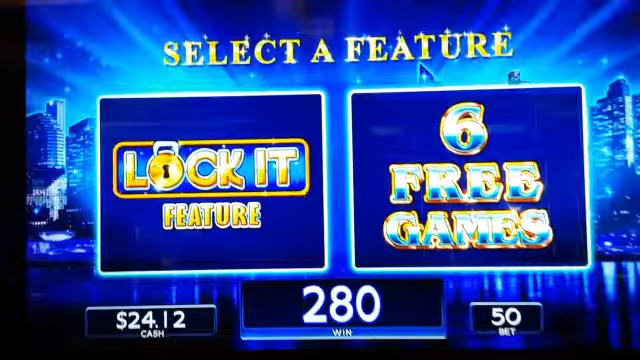 SELECT A FEATURE
LOCK IT
FEATURE
6
FREE
GAMES
$24.12
CASH
280
WIN
50
BET